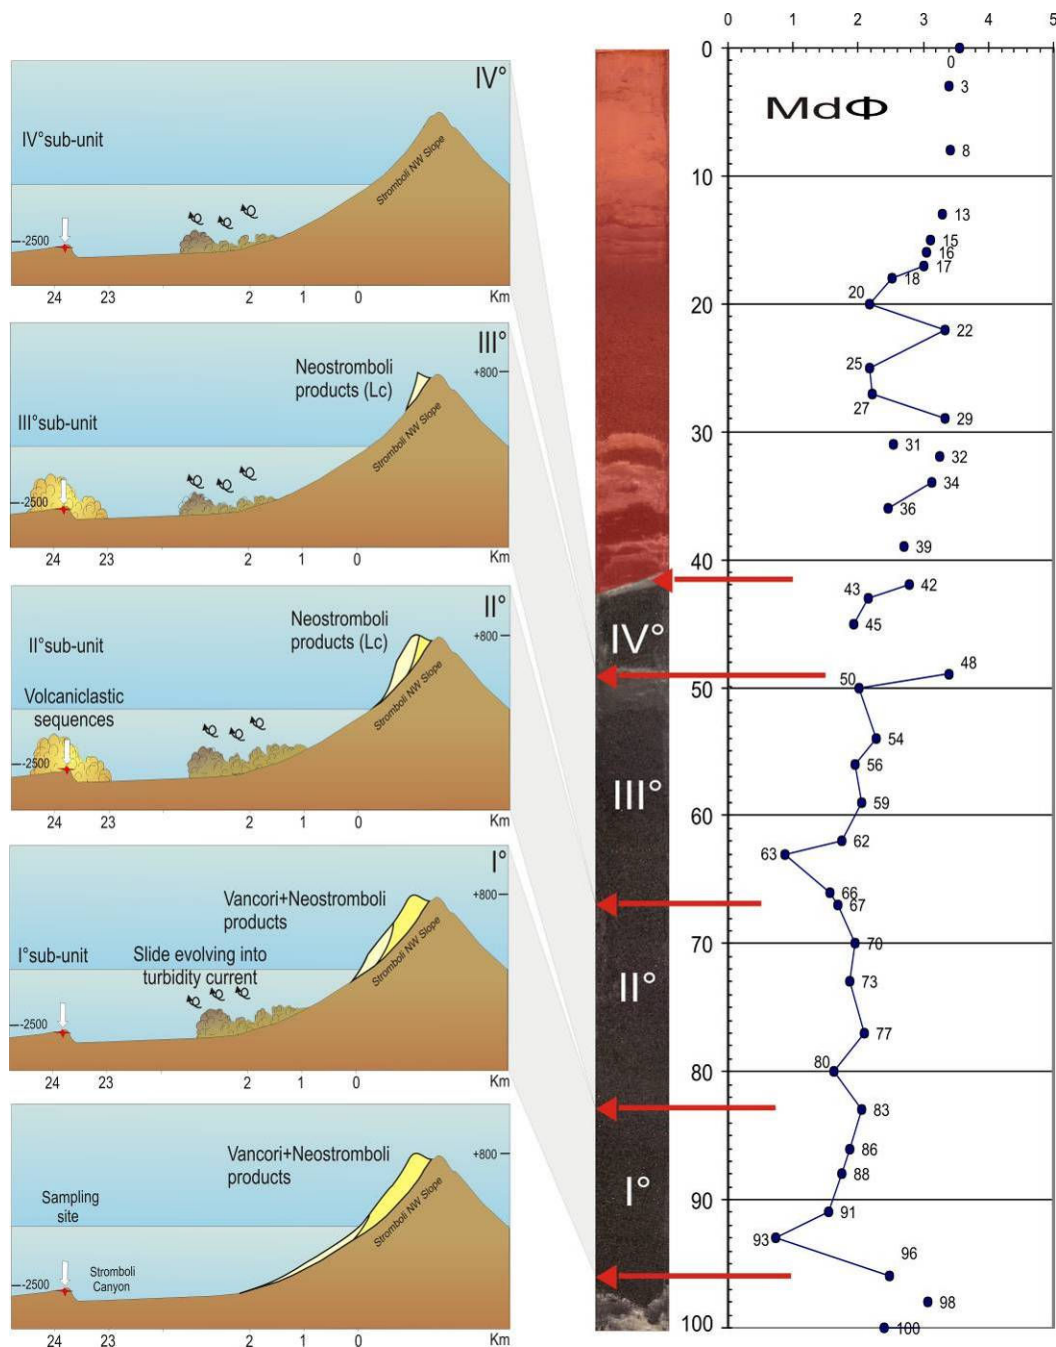 IV°
IV°sub-unit
Stromboli NW Slope
-2500
24 23 2 1 0 Km
III°
Neostromboli
products (Lc)
+800
III°sub-unit
Stromboli NW Slope
-2500
24 23 2 1 0 Km
II°
Neostromboli
products (Lc)
+800
II°sub-unit
Volcaniclastic
sequences
Stromboli NW Slope
-2500
24 23 2 1 0 Km
I°
Vancori+Neostromboli
products
+800
I°sub-unit
Slide evolving into
turbidity current
Stromboli NW Slope
-2500
24 23 2 1 0 Km
Vancori+Neostromboli
products
+800
Sampling
site
Stromboli NW Slope
-2500
Stromboli
Canyon
24 23 2 1 0 Km
IV°
III°
II°
I°
0 1 2 3 4 5
MdΦ
0
10
20
30
40
50
60
70
80
90
100
0
3
8
13
15
16
17
18
20
22
25
27
29
31
32
34
36
39
42
43
45
48
50
54
56
59
62
63
66
67
70
73
77
80
83
86
88
91
93
96
98
100